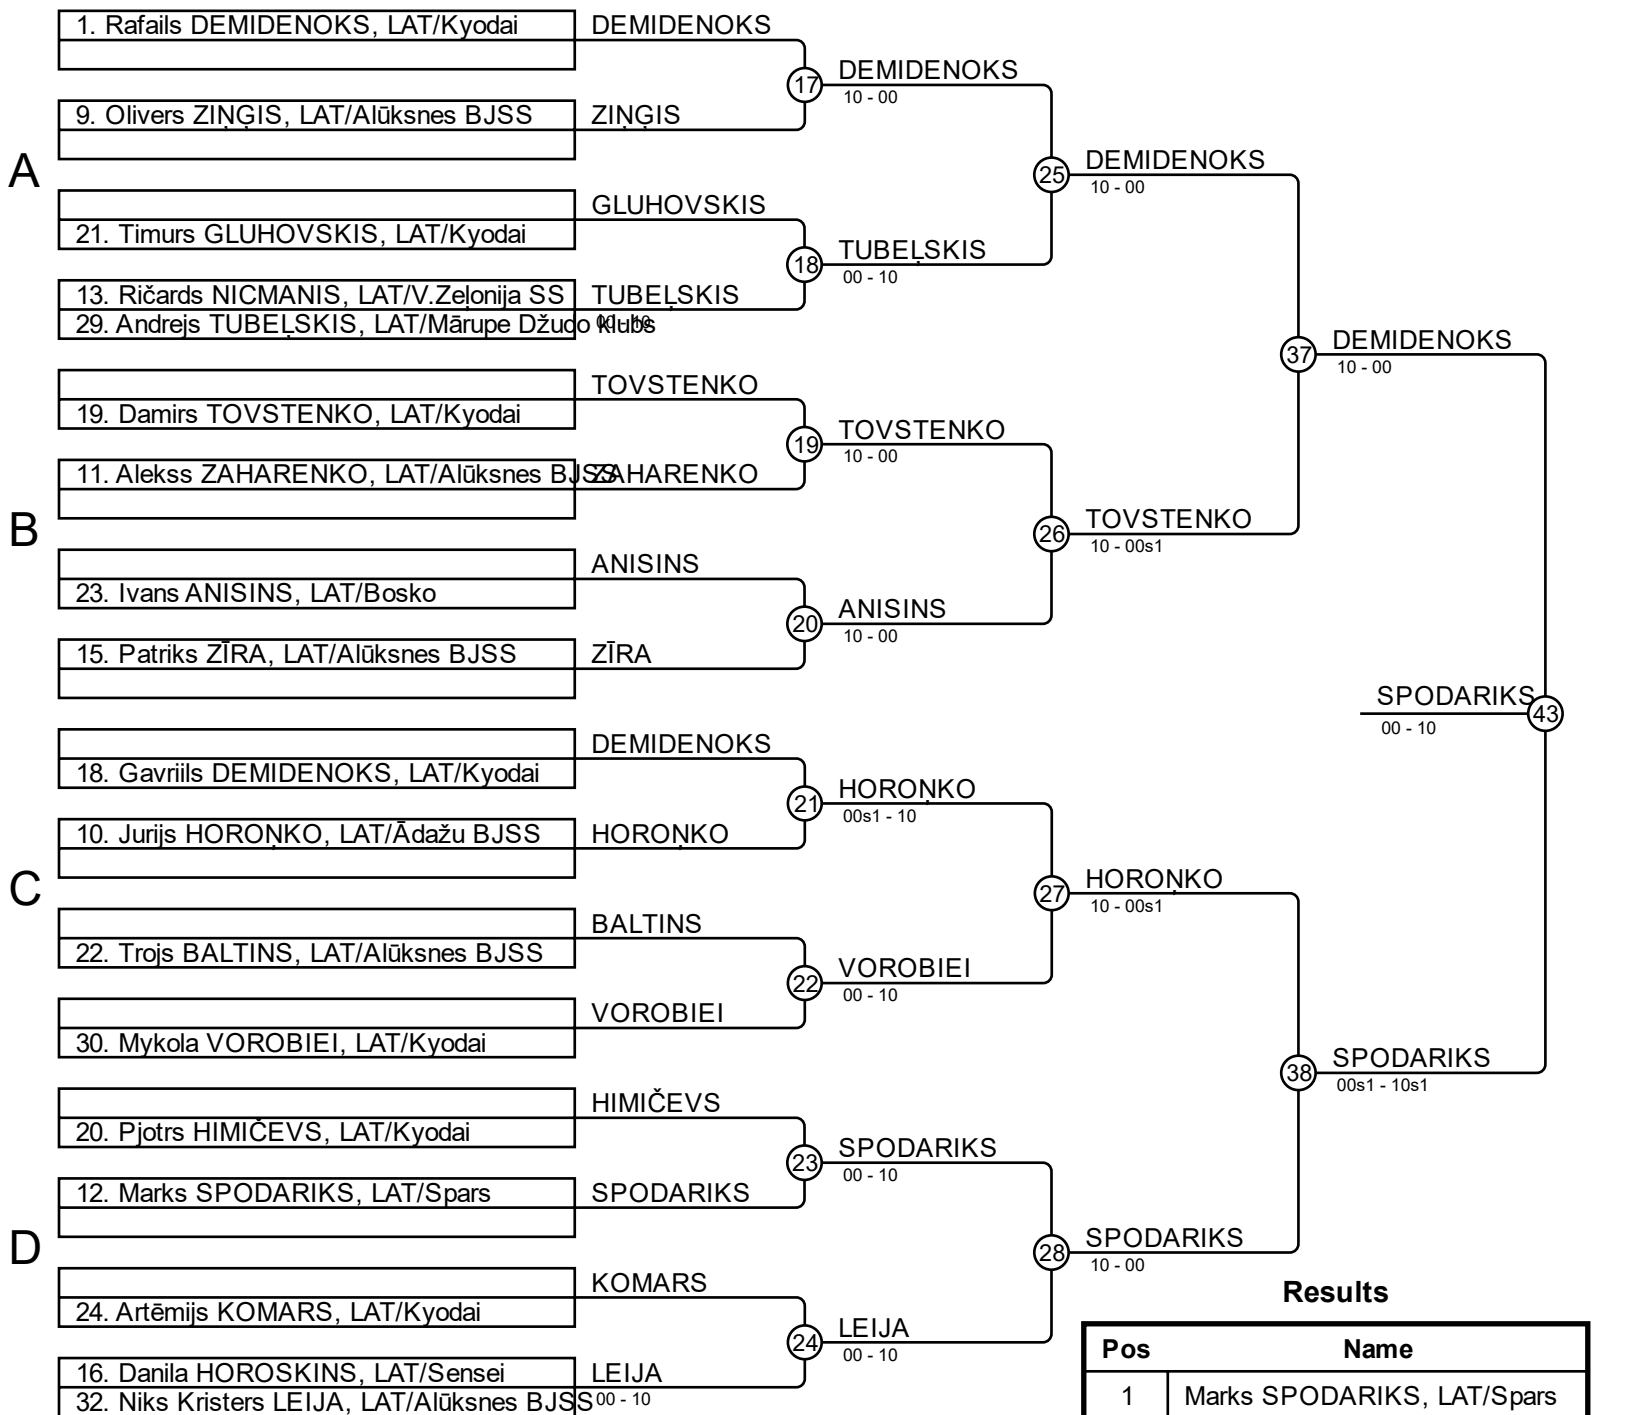 1. Rafails DEMIDENOKS, LAT/Kyodai
DEMIDENOKS
17
DEMIDENOKS
10 - 00
9. Olivers ZIŅĢIS, LAT/Alūksnes BJSS
ZIŅĢIS
A
25
DEMIDENOKS
10 - 00
GLUHOVSKIS
21. Timurs GLUHOVSKIS, LAT/Kyodai
18
TUBEĻSKIS
00 - 10
13. Ričards NICMANIS, LAT/V.Zeļonija SS
TUBEĻSKIS
29. Andrejs TUBEĻSKIS, LAT/Mārupe Džudo klubs
00 - 10
37
DEMIDENOKS
10 - 00
TOVSTENKO
19. Damirs TOVSTENKO, LAT/Kyodai
19
TOVSTENKO
10 - 00
11. Alekss ZAHARENKO, LAT/Alūksnes BJSS
ZAHARENKO
B
26
TOVSTENKO
10 - 00s1
ANISINS
23. Ivans ANISINS, LAT/Bosko
20
ANISINS
10 - 00
15. Patriks ZĪRA, LAT/Alūksnes BJSS
ZĪRA
SPODARIKS
43
00 - 10
DEMIDENOKS
18. Gavriils DEMIDENOKS, LAT/Kyodai
21
HOROŅKO
00s1 - 10
10. Jurijs HOROŅKO, LAT/Ādažu BJSS
HOROŅKO
C
27
HOROŅKO
10 - 00s1
BALTINS
22. Trojs BALTINS, LAT/Alūksnes BJSS
22
VOROBIEI
00 - 10
VOROBIEI
30. Mykola VOROBIEI, LAT/Kyodai
38
SPODARIKS
00s1 - 10s1
HIMIČEVS
20. Pjotrs HIMIČEVS, LAT/Kyodai
23
SPODARIKS
00 - 10
12. Marks SPODARIKS, LAT/Spars
SPODARIKS
D
28
SPODARIKS
10 - 00
KOMARS
24. Artēmijs KOMARS, LAT/Kyodai
24
LEIJA
00 - 10
16. Danila HOROSKINS, LAT/Sensei
LEIJA
32. Niks Kristers LEIJA, LAT/Alūksnes BJSS
00 - 10
Results
Pos Name
1 Marks SPODARIKS, LAT/Spars